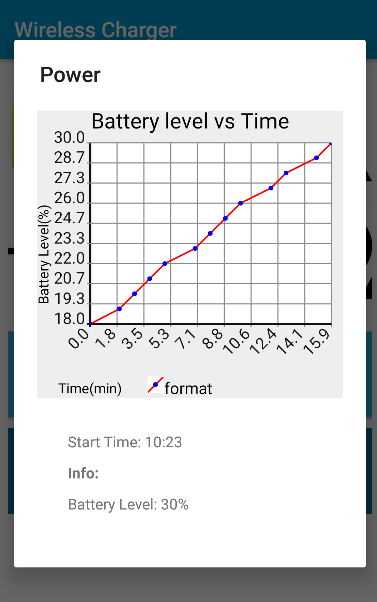 Wireless Charger
Power
Battery level vs Time
30.0
28.7
27.3
26.0
24.7
23.3
22.0
20.7
19.3
18.0
Battery Level(%)
0.0 1.8 3.5 5.3 7.1 8.8 10.6 12.4 14.1 15.9
Time(min) format
Start Time: 10:23
Info:
Battery Level: 30%